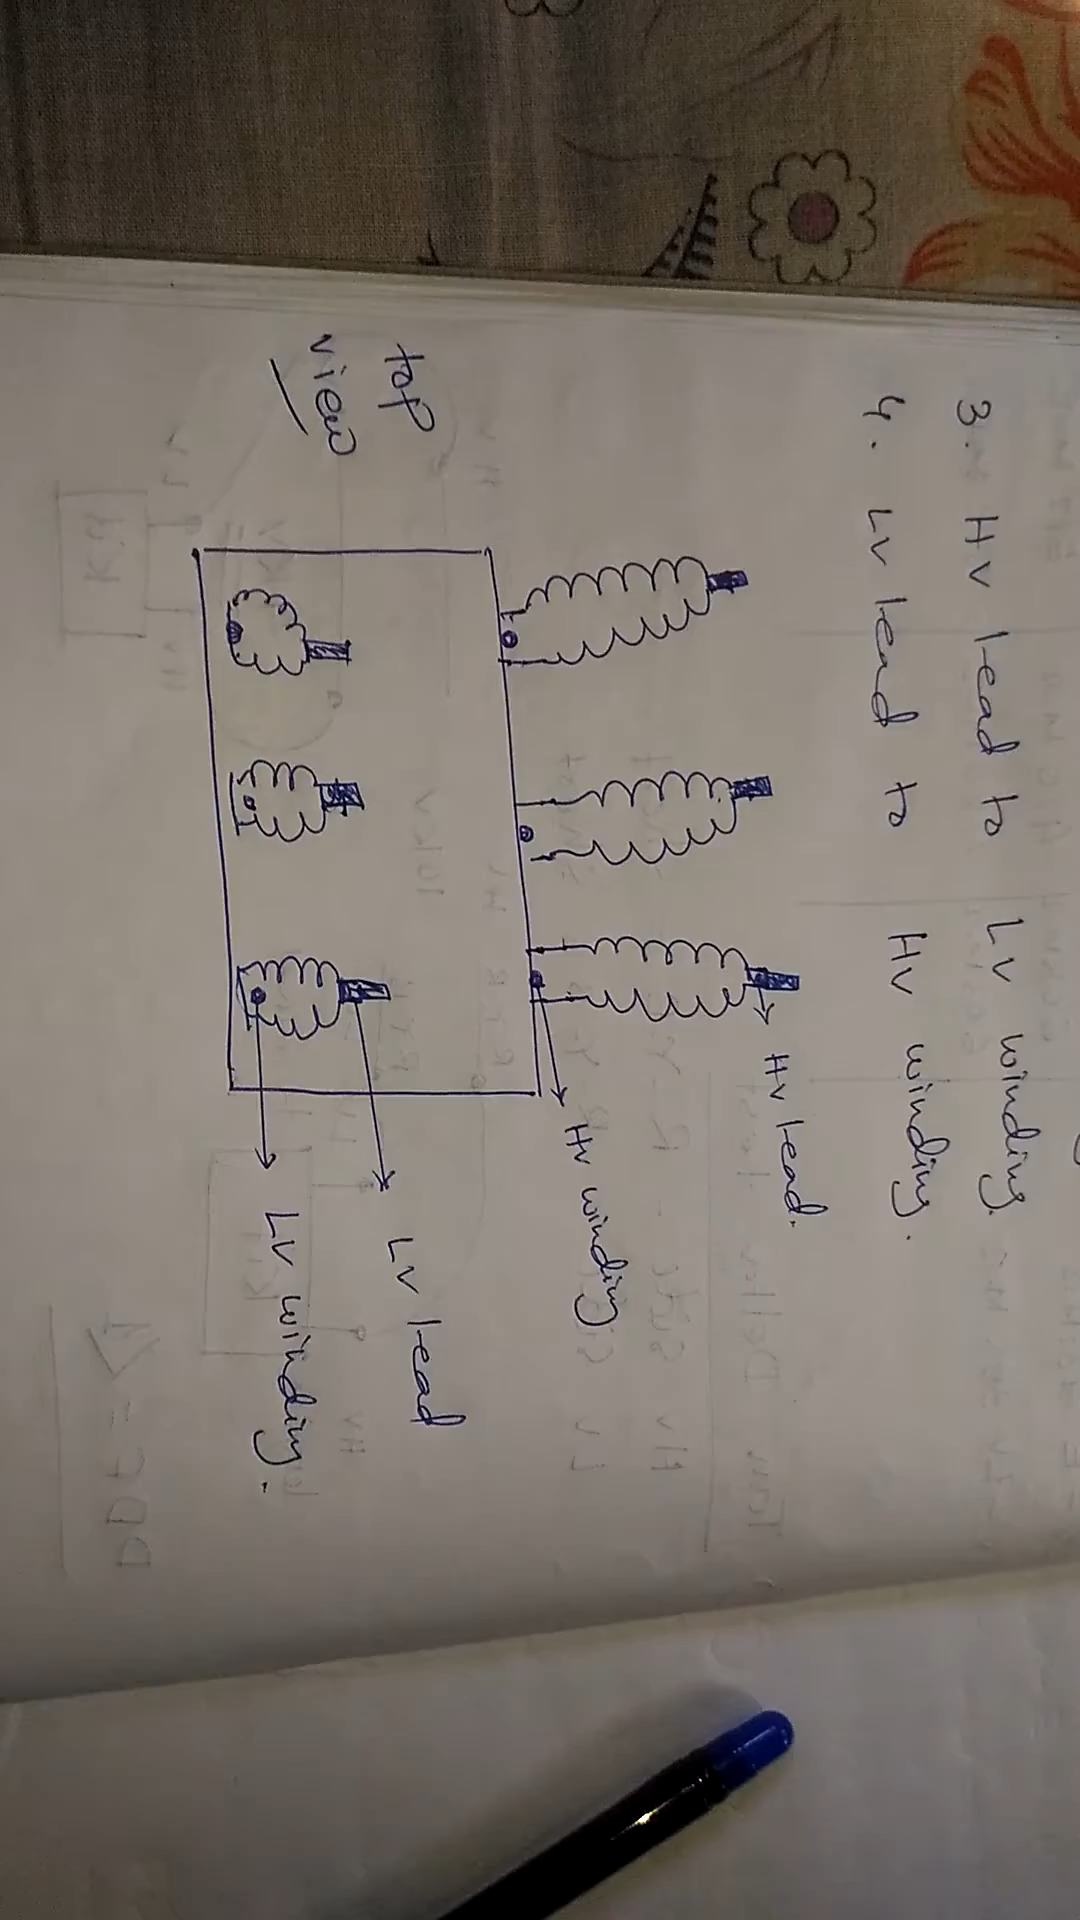 3. HV lead to LV winding.
4. LV lead to HV winding.
HV lead.
HV winding
top
view
LV lead
LV winding.